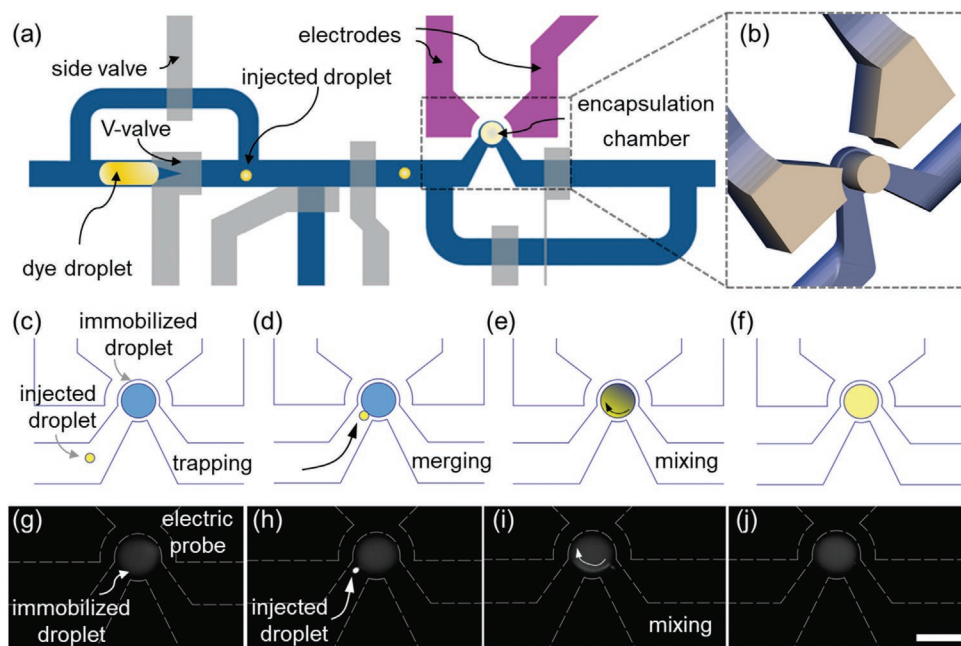 (a)
electrodes
(b)
side valve
injected droplet
encapsulation
chamber
V-valve
dye droplet
(c)
immobilized
droplet
injected
droplet
trapping
(d)
merging
(e)
mixing
(f)
(g)
electric
probe
immobilized
droplet
(h)
injected
droplet
(i)
mixing
(j)